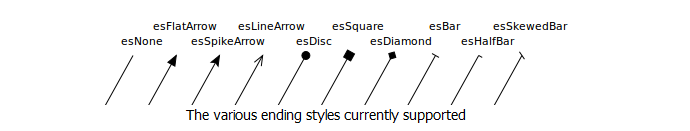 esFlatArrow esLineArrow esSquare esBar esSkewedBar
esNone esSpikeArrow esDisc esDiamond esHalfBar
The various ending styles currently supported